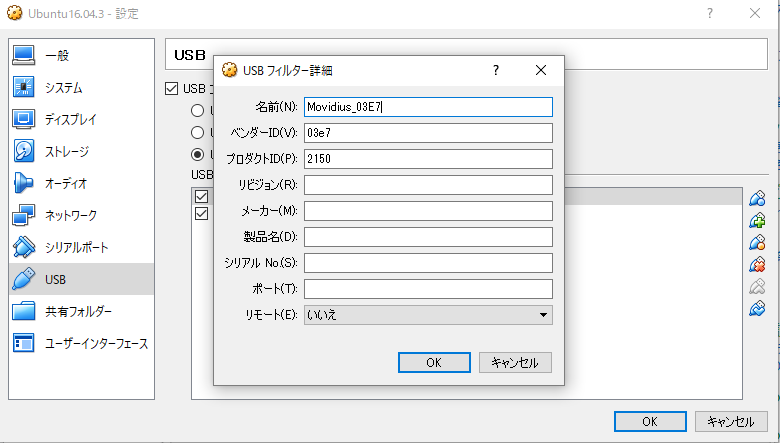 Ubuntu16.04.3 - 設定
一般
システム
ディスプレイ
ストレージ
オーディオ
ネットワーク
シリアルポート
USB
共有フォルダー
ユーザーインターフェース
USB
USB
USB
USB フィルター詳細
名前(N): Movidius_03E7
ベンダーID(V): 03e7
プロダクトID(P): 2150
リビジョン(R):
メーカー(M):
製品名(D):
シリアル No.(S):
ポート(T):
リモート(E): いいえ
OK キャンセル
OK キャンセル